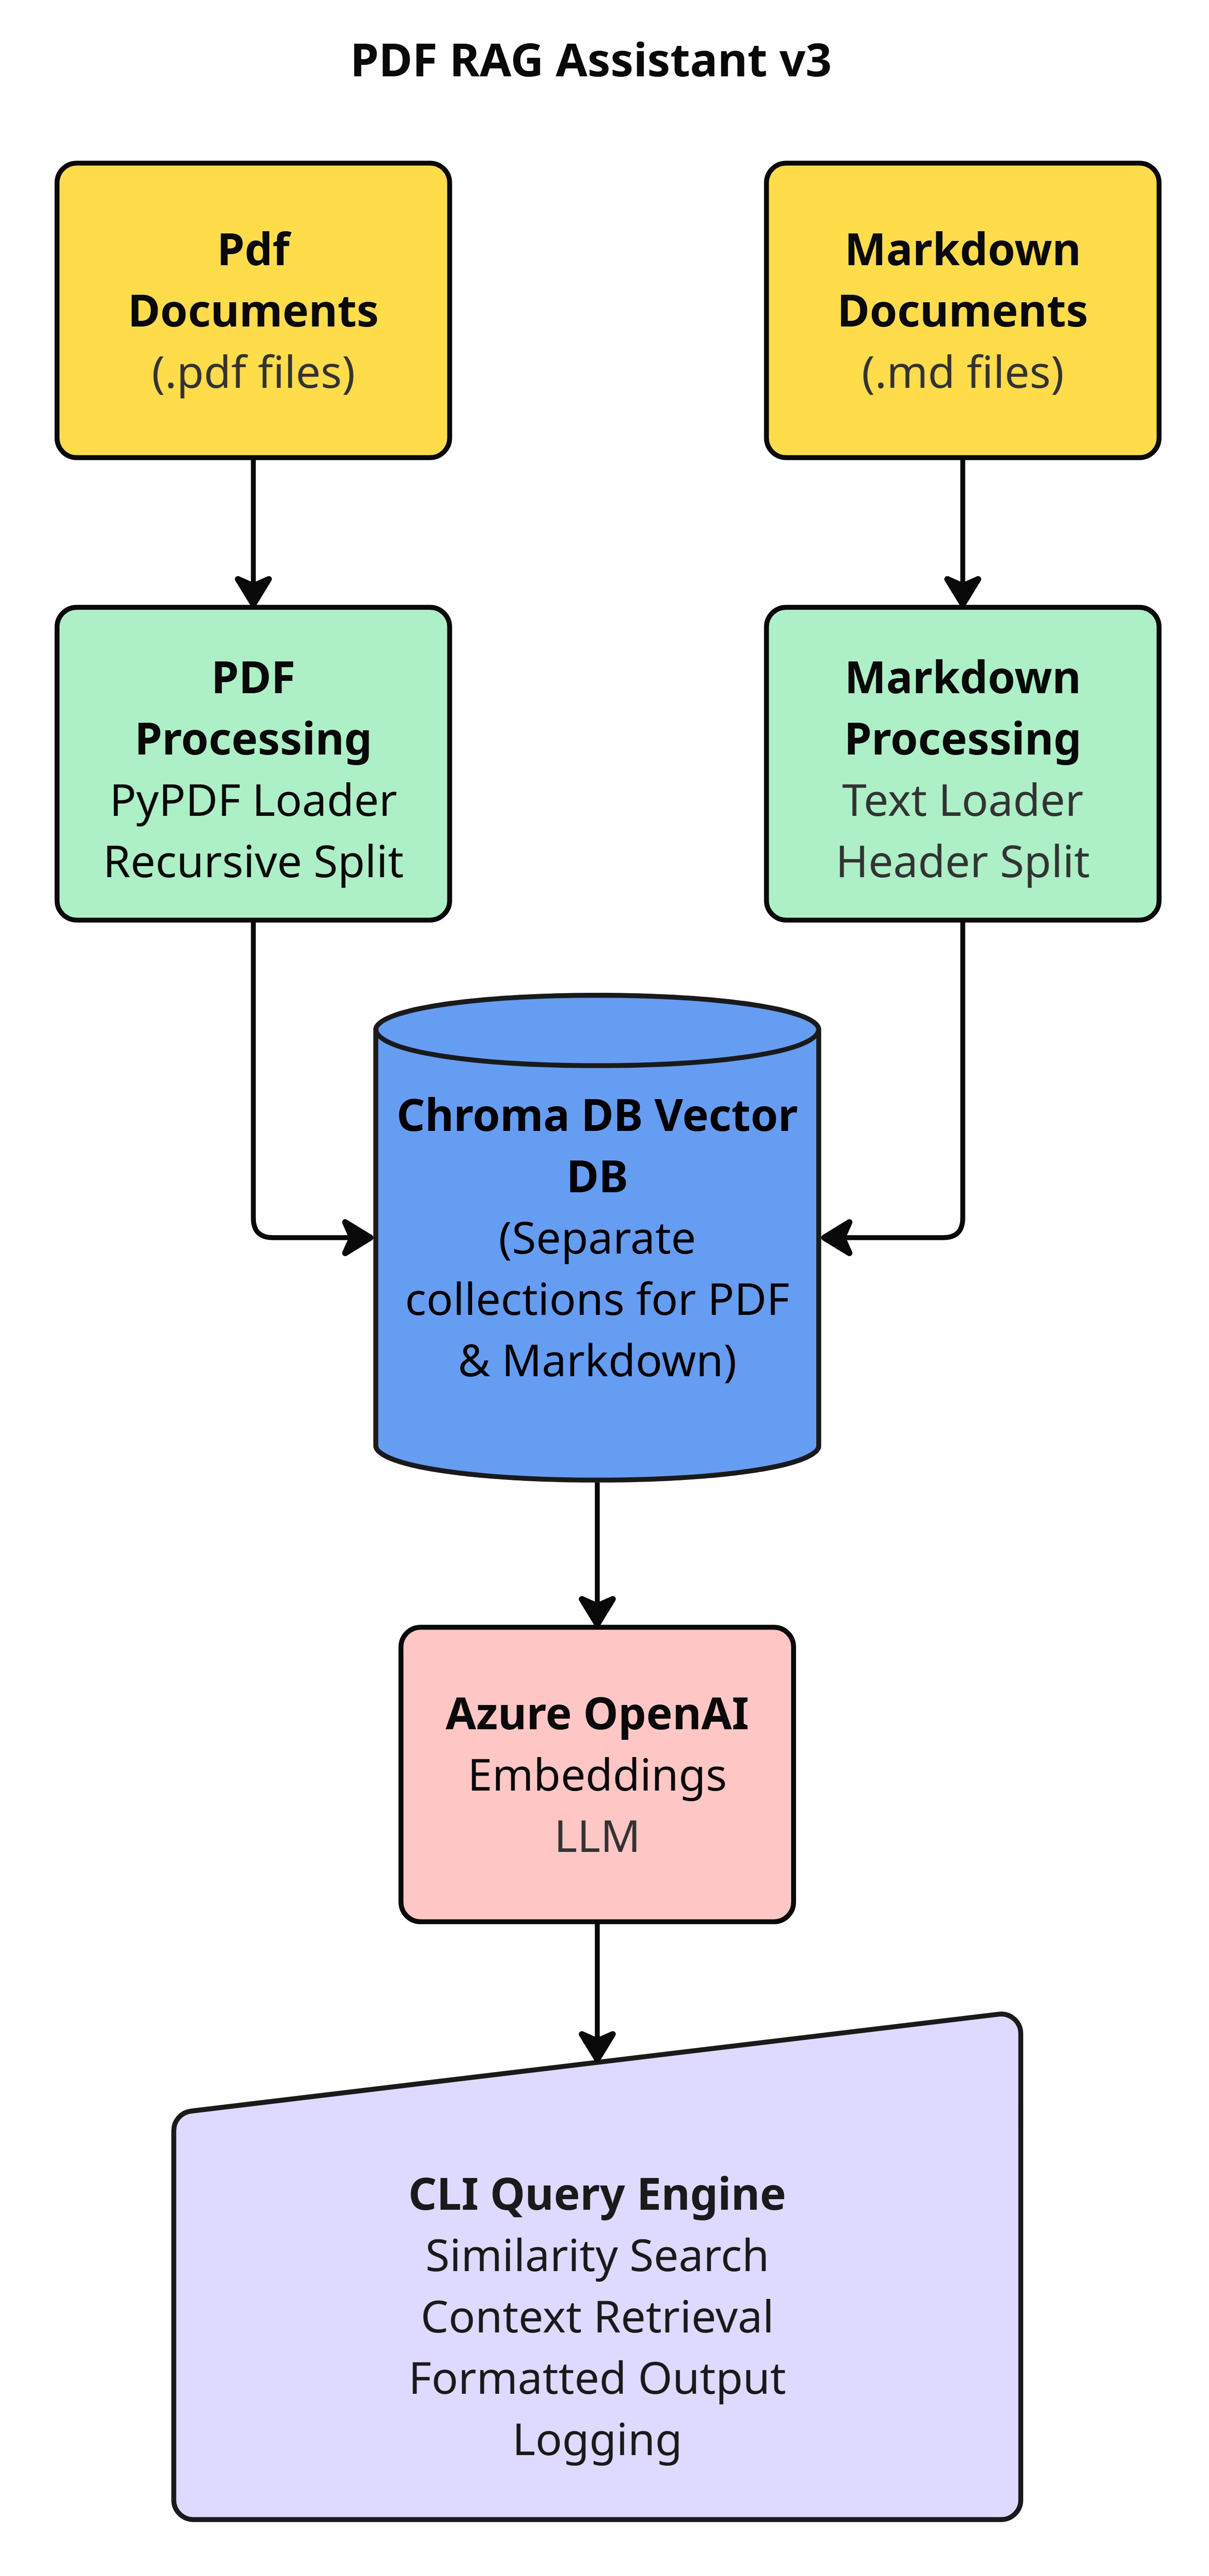 PDF RAG Assistant v3
Pdf
Documents
(.pdf files)
Markdown
Documents
(.md files)
PDF
Processing
PyPDF Loader
Recursive Split
Markdown
Processing
Text Loader
Header Split
Chroma DB Vector
DB
(Separate
collections for PDF
& Markdown)
Azure OpenAI
Embeddings
LLM
CLI Query Engine
Similarity Search
Context Retrieval
Formatted Output
Logging